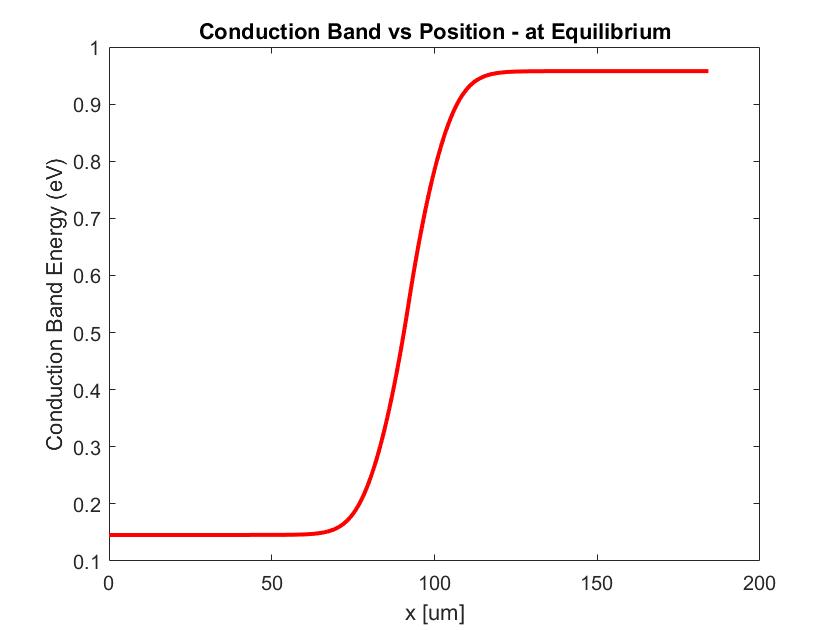 Conduction Band vs Position - at Equilibrium
Conduction Band Energy (eV)
1
0.9
0.8
0.7
0.6
0.5
0.4
0.3
0.2
0.1
0 50 100 150 200
x [um]